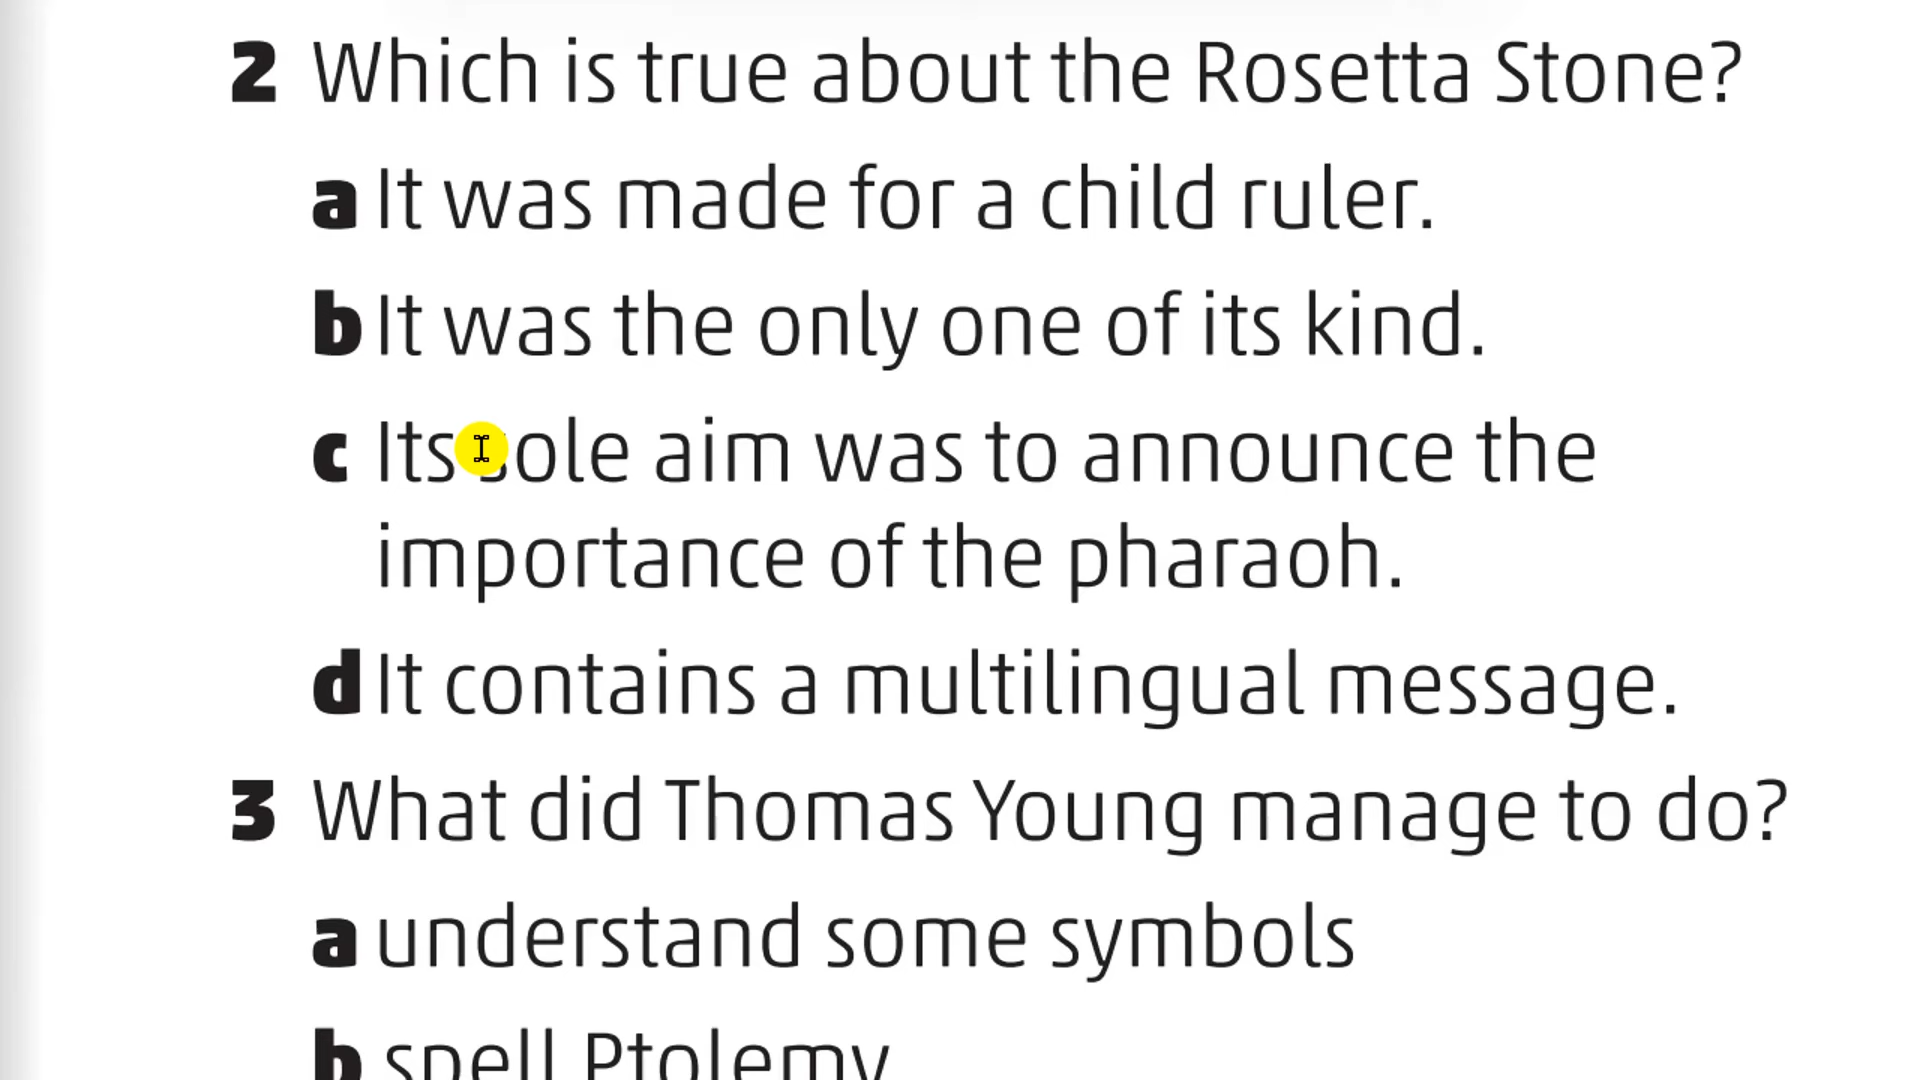 2 Which is true about the Rosetta Stone?
a It was made for a child ruler.
b It was the only one of its kind.
c Its sole aim was to announce the
importance of the pharaoh.
d It contains a multilingual message.
3 What did Thomas Young manage to do?
a understand some symbols
b spell Ptolemy